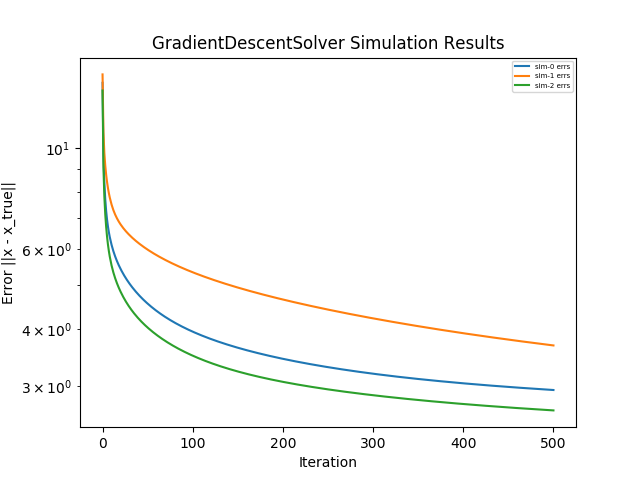 GradientDescentSolver Simulation Results
sim-0 errs
sim-1 errs
sim-2 errs
10¹
6 × 10⁰
4 × 10⁰
3 × 10⁰
Error ||x - x_true||
0 100 200 300 400 500
Iteration